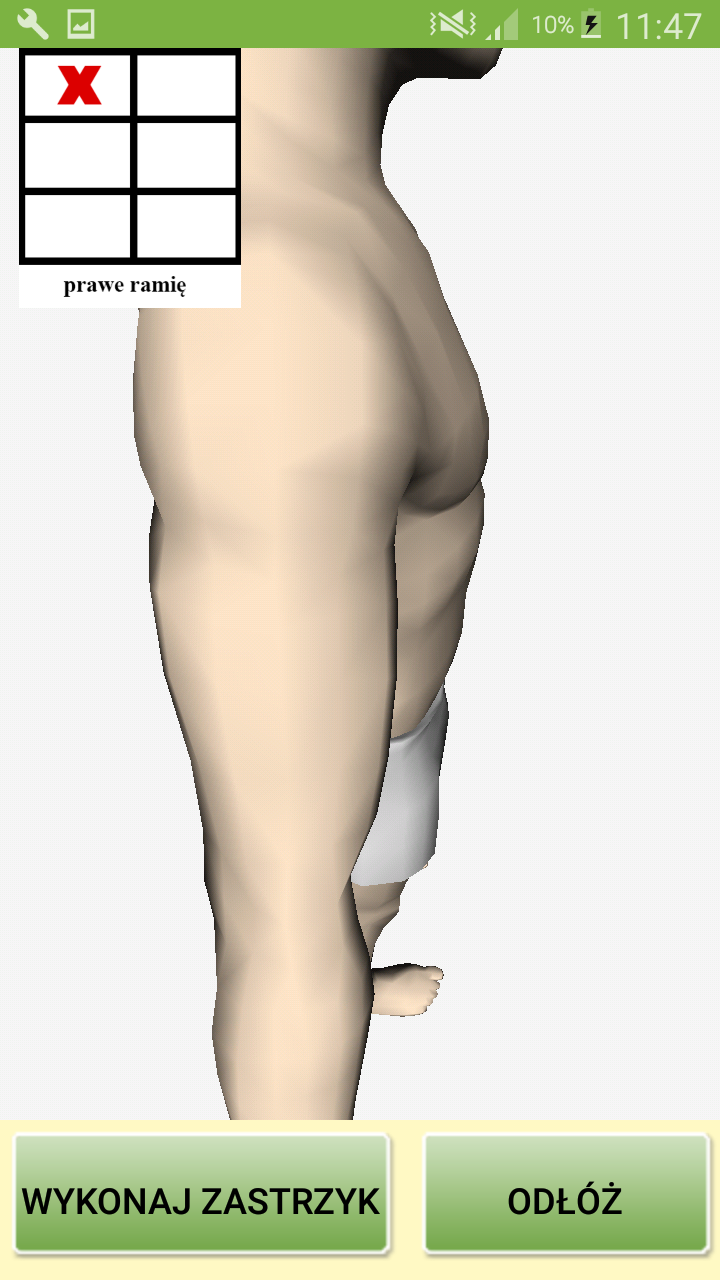 10% 11:47
X
prawe ramię
WYKONAJ ZASTRZYK
ODŁÓŻ